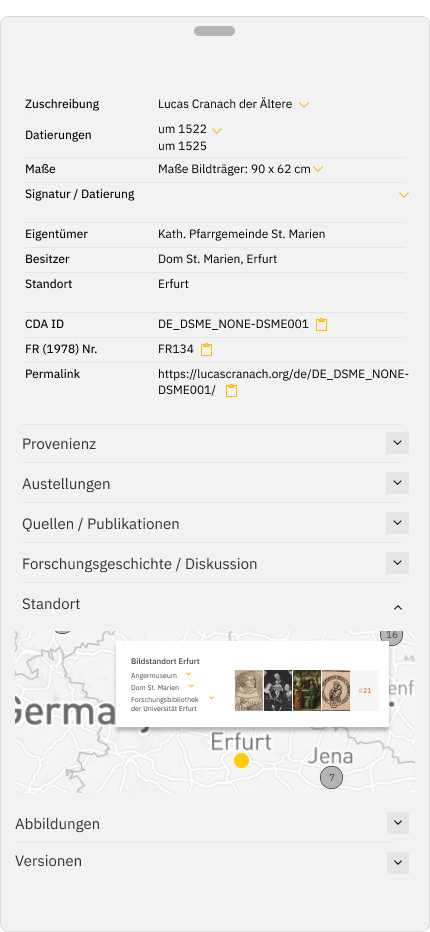 Zuschreibung Lucas Cranach der Ältere
Datierungen um 1522
um 1525
Maße Maße Bildträger: 90 x 62 cm
Signatur / Datierung
Eigentümer Kath. Pfarrgemeinde St. Marien
Besitzer Dom St. Marien, Erfurt
Standort Erfurt
CDA ID DE_DSME_NONE-DSME001
FR (1978) Nr. FR134
Permalink https://lucascranach.org/de/DE_DSME_NONE-
DSME001/
Provenienz
Austellungen
Quellen / Publikationen
Forschungsgeschichte / Diskussion
Standort
16
Bildstandort Erfurt
Angermuseum
Dom St. Marien
Forschungsbibliothek
der Universität Erfurt
#21
enf
Germa
Erfurt
Jena
7
Abbildungen
Versionen